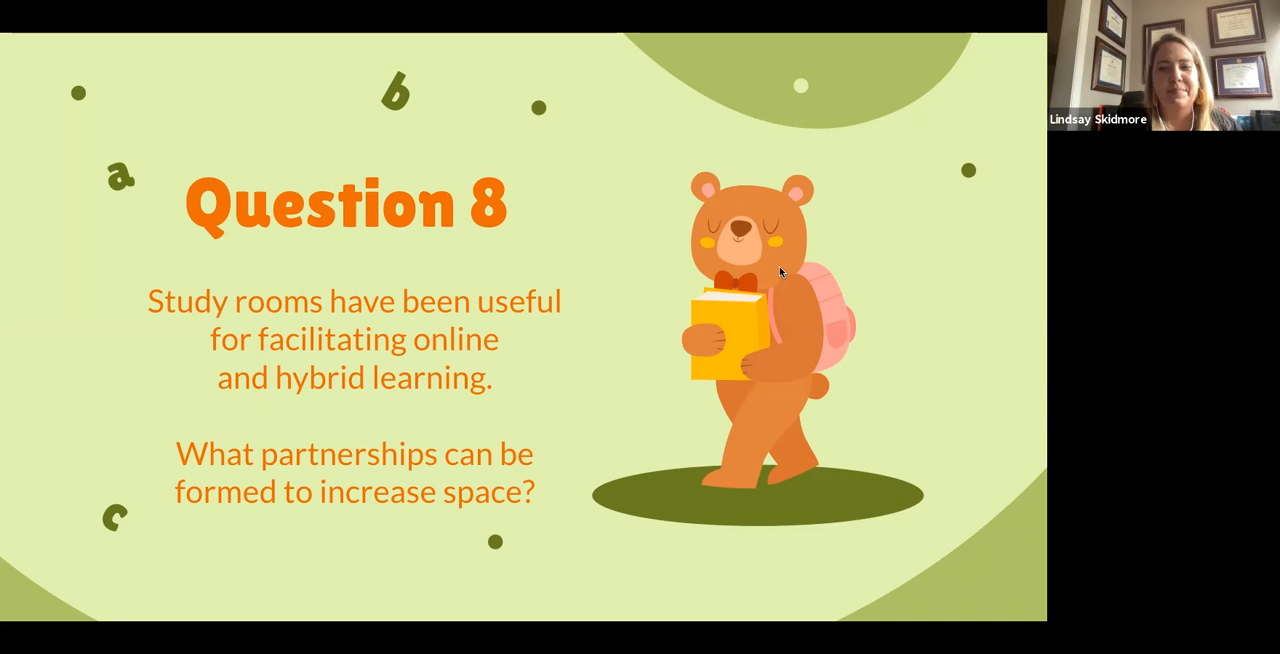 b
a
Question 8
Study rooms have been useful
for facilitating online
and hybrid learning.
What partnerships can be
formed to increase space?
c
Lindsay Skidmore